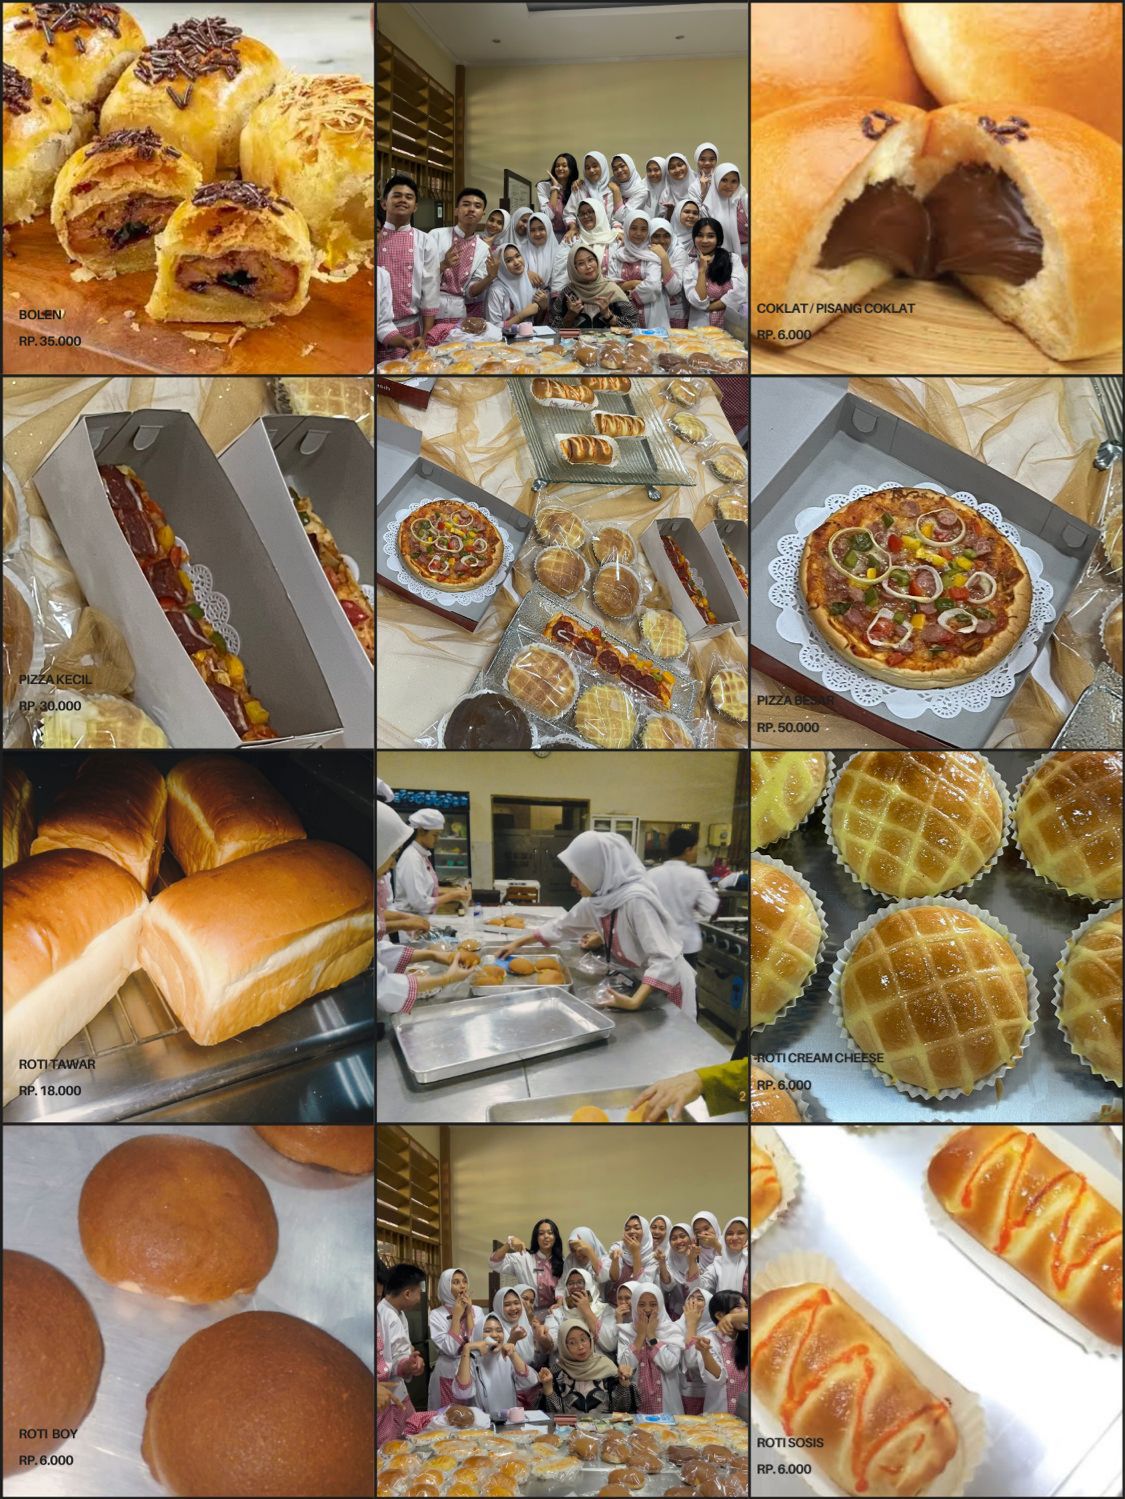 BOLEN
RP. 35.000
COKLAT / PISANG COKLAT
RP. 6.000
PIZZA KECIL
RP. 30.000
PIZZA BESAR
RP. 50.000
ROTI TAWAR
RP. 18.000
ROTI CREAM CHEESE
RP. 6.000
ROTI BOY
RP. 6.000
ROTI SOSIS
RP. 6.000